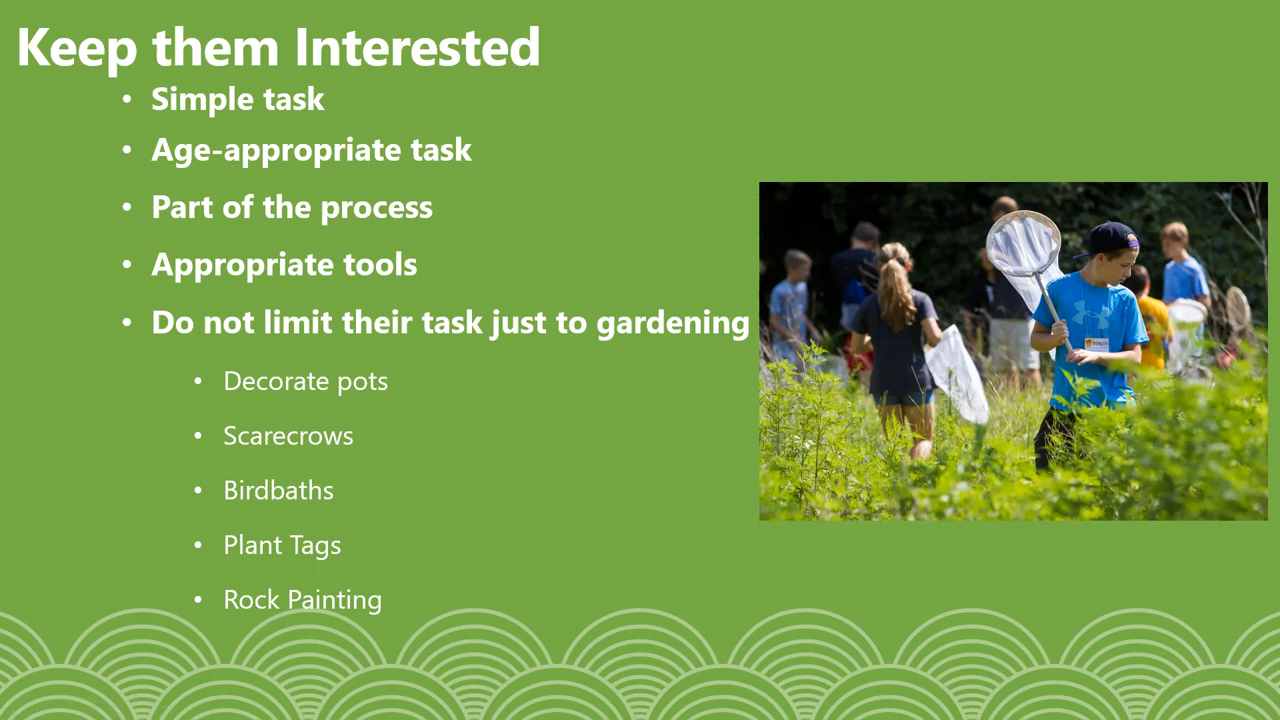 Keep them Interested
• Simple task
• Age-appropriate task
• Part of the process
• Appropriate tools
• Do not limit their task just to gardening
• Decorate pots
• Scarecrows
• Birdbaths
• Plant Tags
• Rock Painting